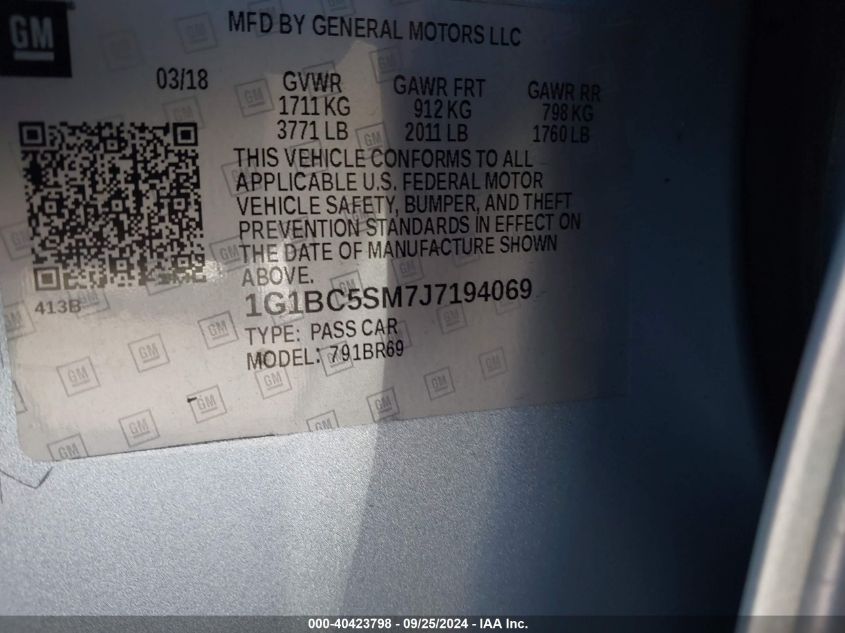 GM
MFD BY GENERAL MOTORS LLC
03/18
GVWR
1711 KG
3771 LB
GAWR FRT
912 KG
2011 LB
GAWR RR
798 KG
1760 LB
THIS VEHICLE CONFORMS TO ALL
APPLICABLE U.S. FEDERAL MOTOR
VEHICLE SAFETY, BUMPER, AND THEFT
PREVENTION STANDARDS IN EFFECT ON
THE DATE OF MANUFACTURE SHOWN
ABOVE.
413B
1G1BC5SM7J7194069
TYPE: PASS CAR
MODEL: 791BR69
000-40423798 - 09/25/2024 - IAA Inc.